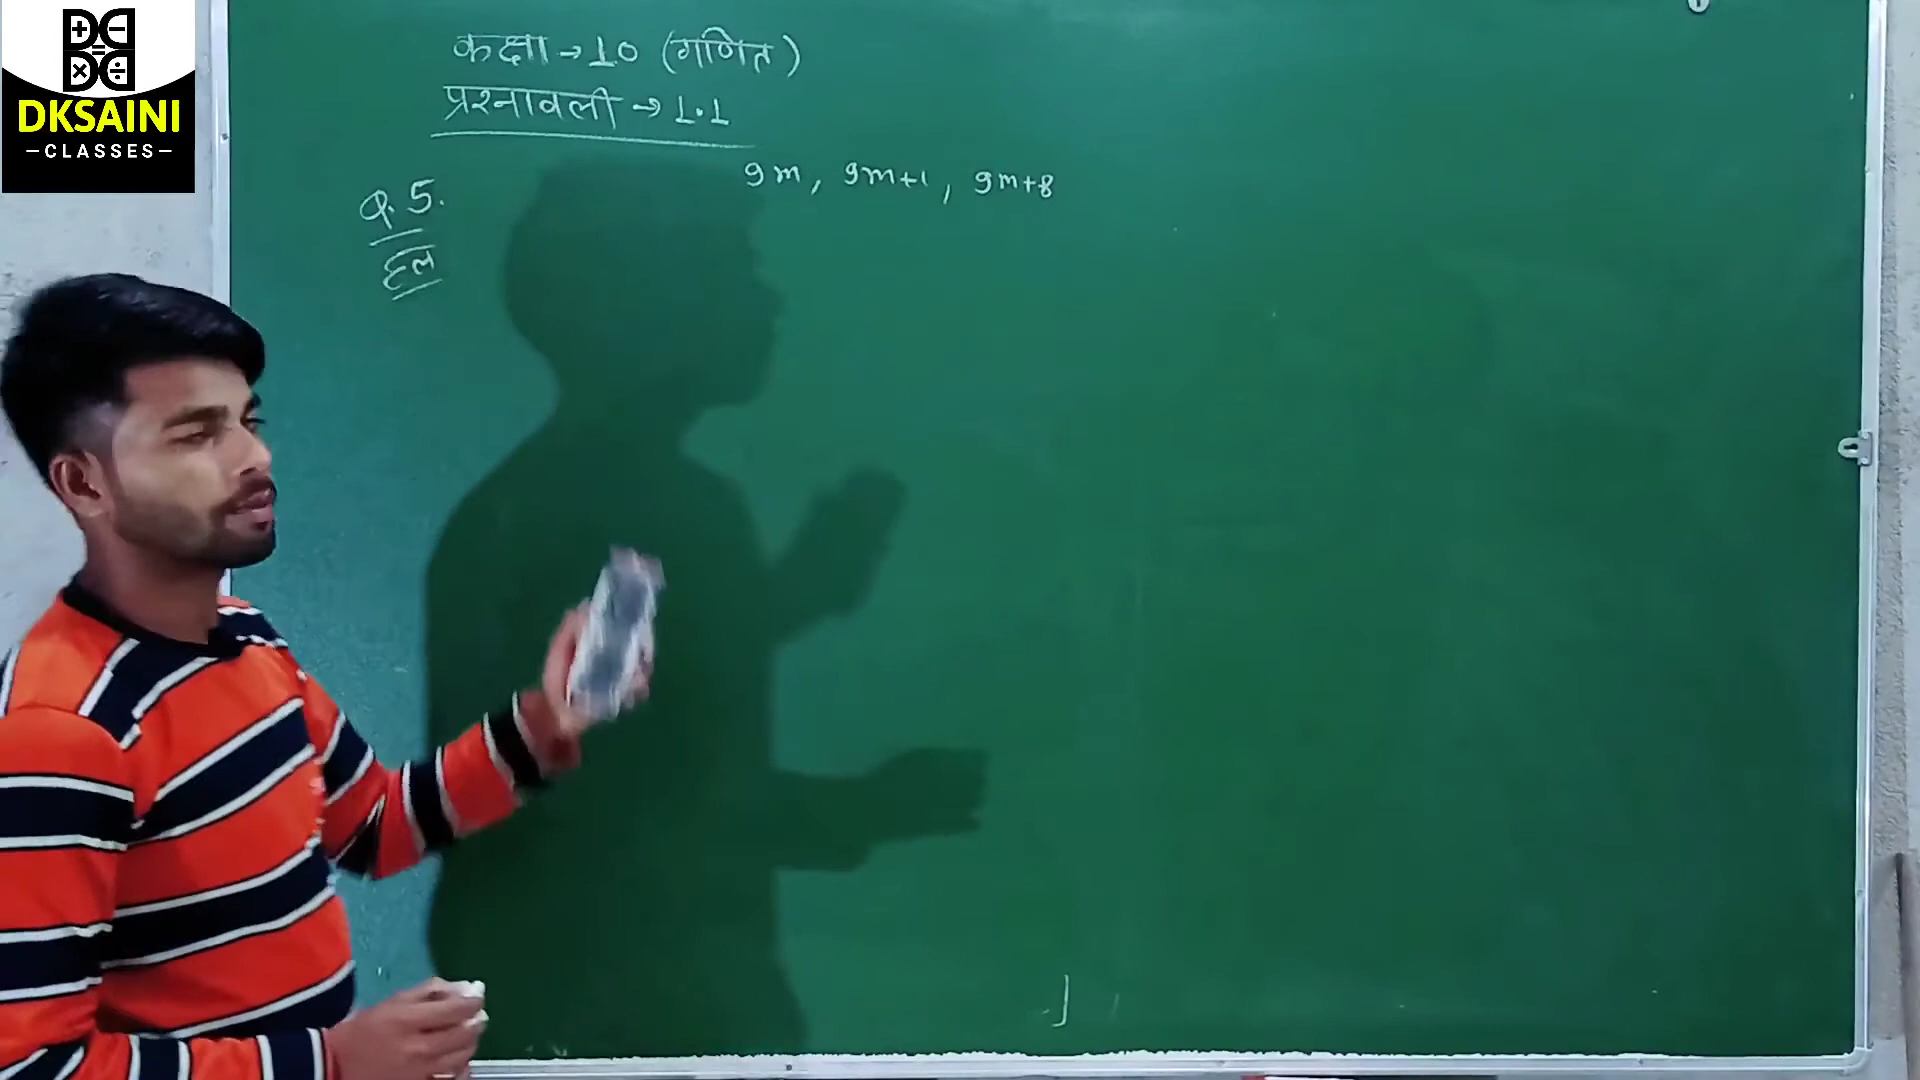 DKSAINI
-CLASSES-
कक्षा → 10 (गणित)
प्रश्नावली → 1.1
9m, 9m+1, 9m+8
Q. 5.
हल